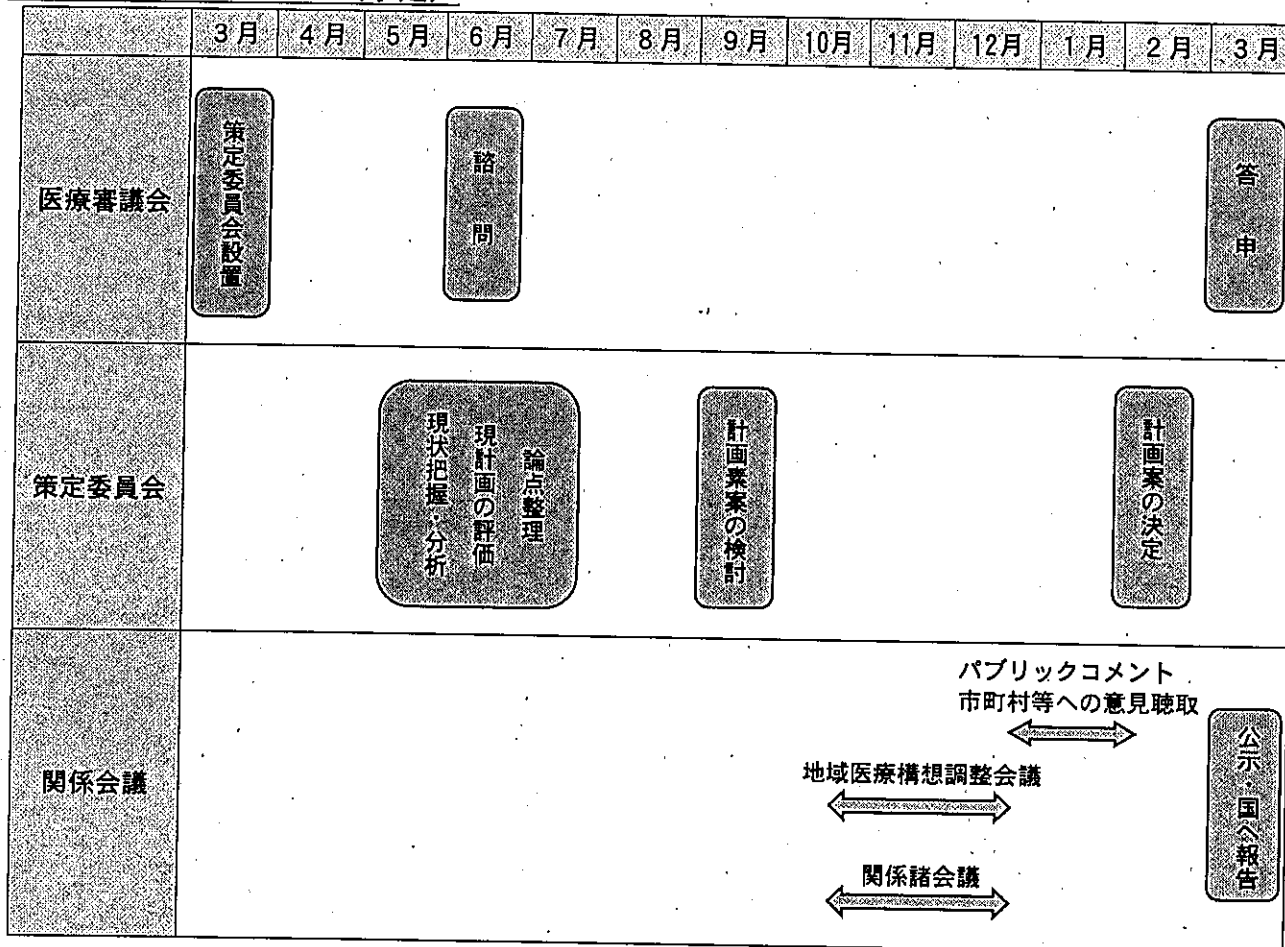 3月 4月 5月 6月 7月 8月 9月 10月 11月 12月 1月 2月 3月
医療審議会
策定委員会設置
諮問
答申
策定委員会
現状把握・分析
現計画の評価
論点整理
計画素案の検討
計画案の決定
関係会議
パブリックコメント
市町村等への意見聴取
地域医療構想調整会議
関係諸会議
公示・国へ報告